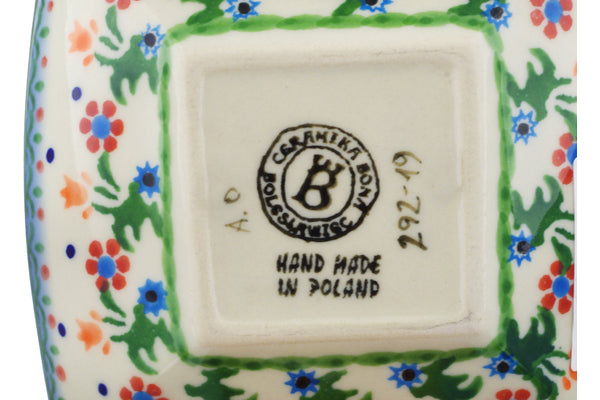 CERAMIKA BONA
BOLESŁAWIEC
B
A.O
292-19
HAND MADE
IN POLAND